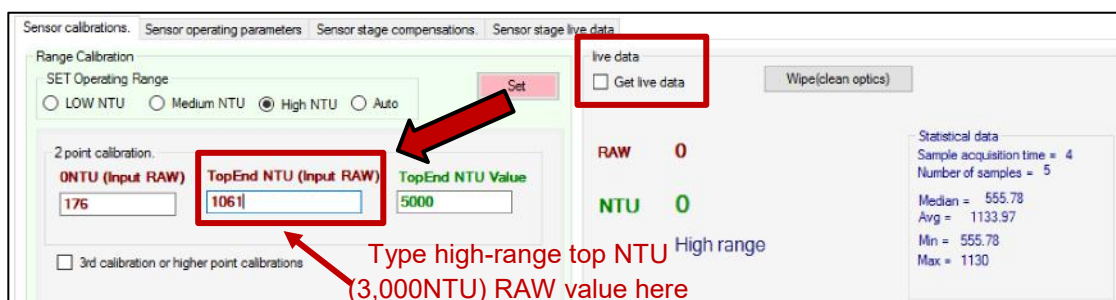 Sensor calibrations. Sensor operating parameters Sensor stage compensations. Sensor stage live data
Range Calibration
SET Operating Range
LOW NTU Medium NTU High NTU Auto
Set
2 point calibration.
0NTU (Input RAW) TopEnd NTU (Input RAW) TopEnd NTU Value
176 1061 5000
3rd calibration or higher point calibrations
Type high-range top NTU
(3,000NTU) RAW value here
live data
Get live data
Wipe(clean optics)
RAW 0
NTU 0
High range
Statistical data
Sample acquisition time = 4
Number of samples = 5
Median = 555.78
Avg = 1133.97
Min = 555.78
Max = 1130